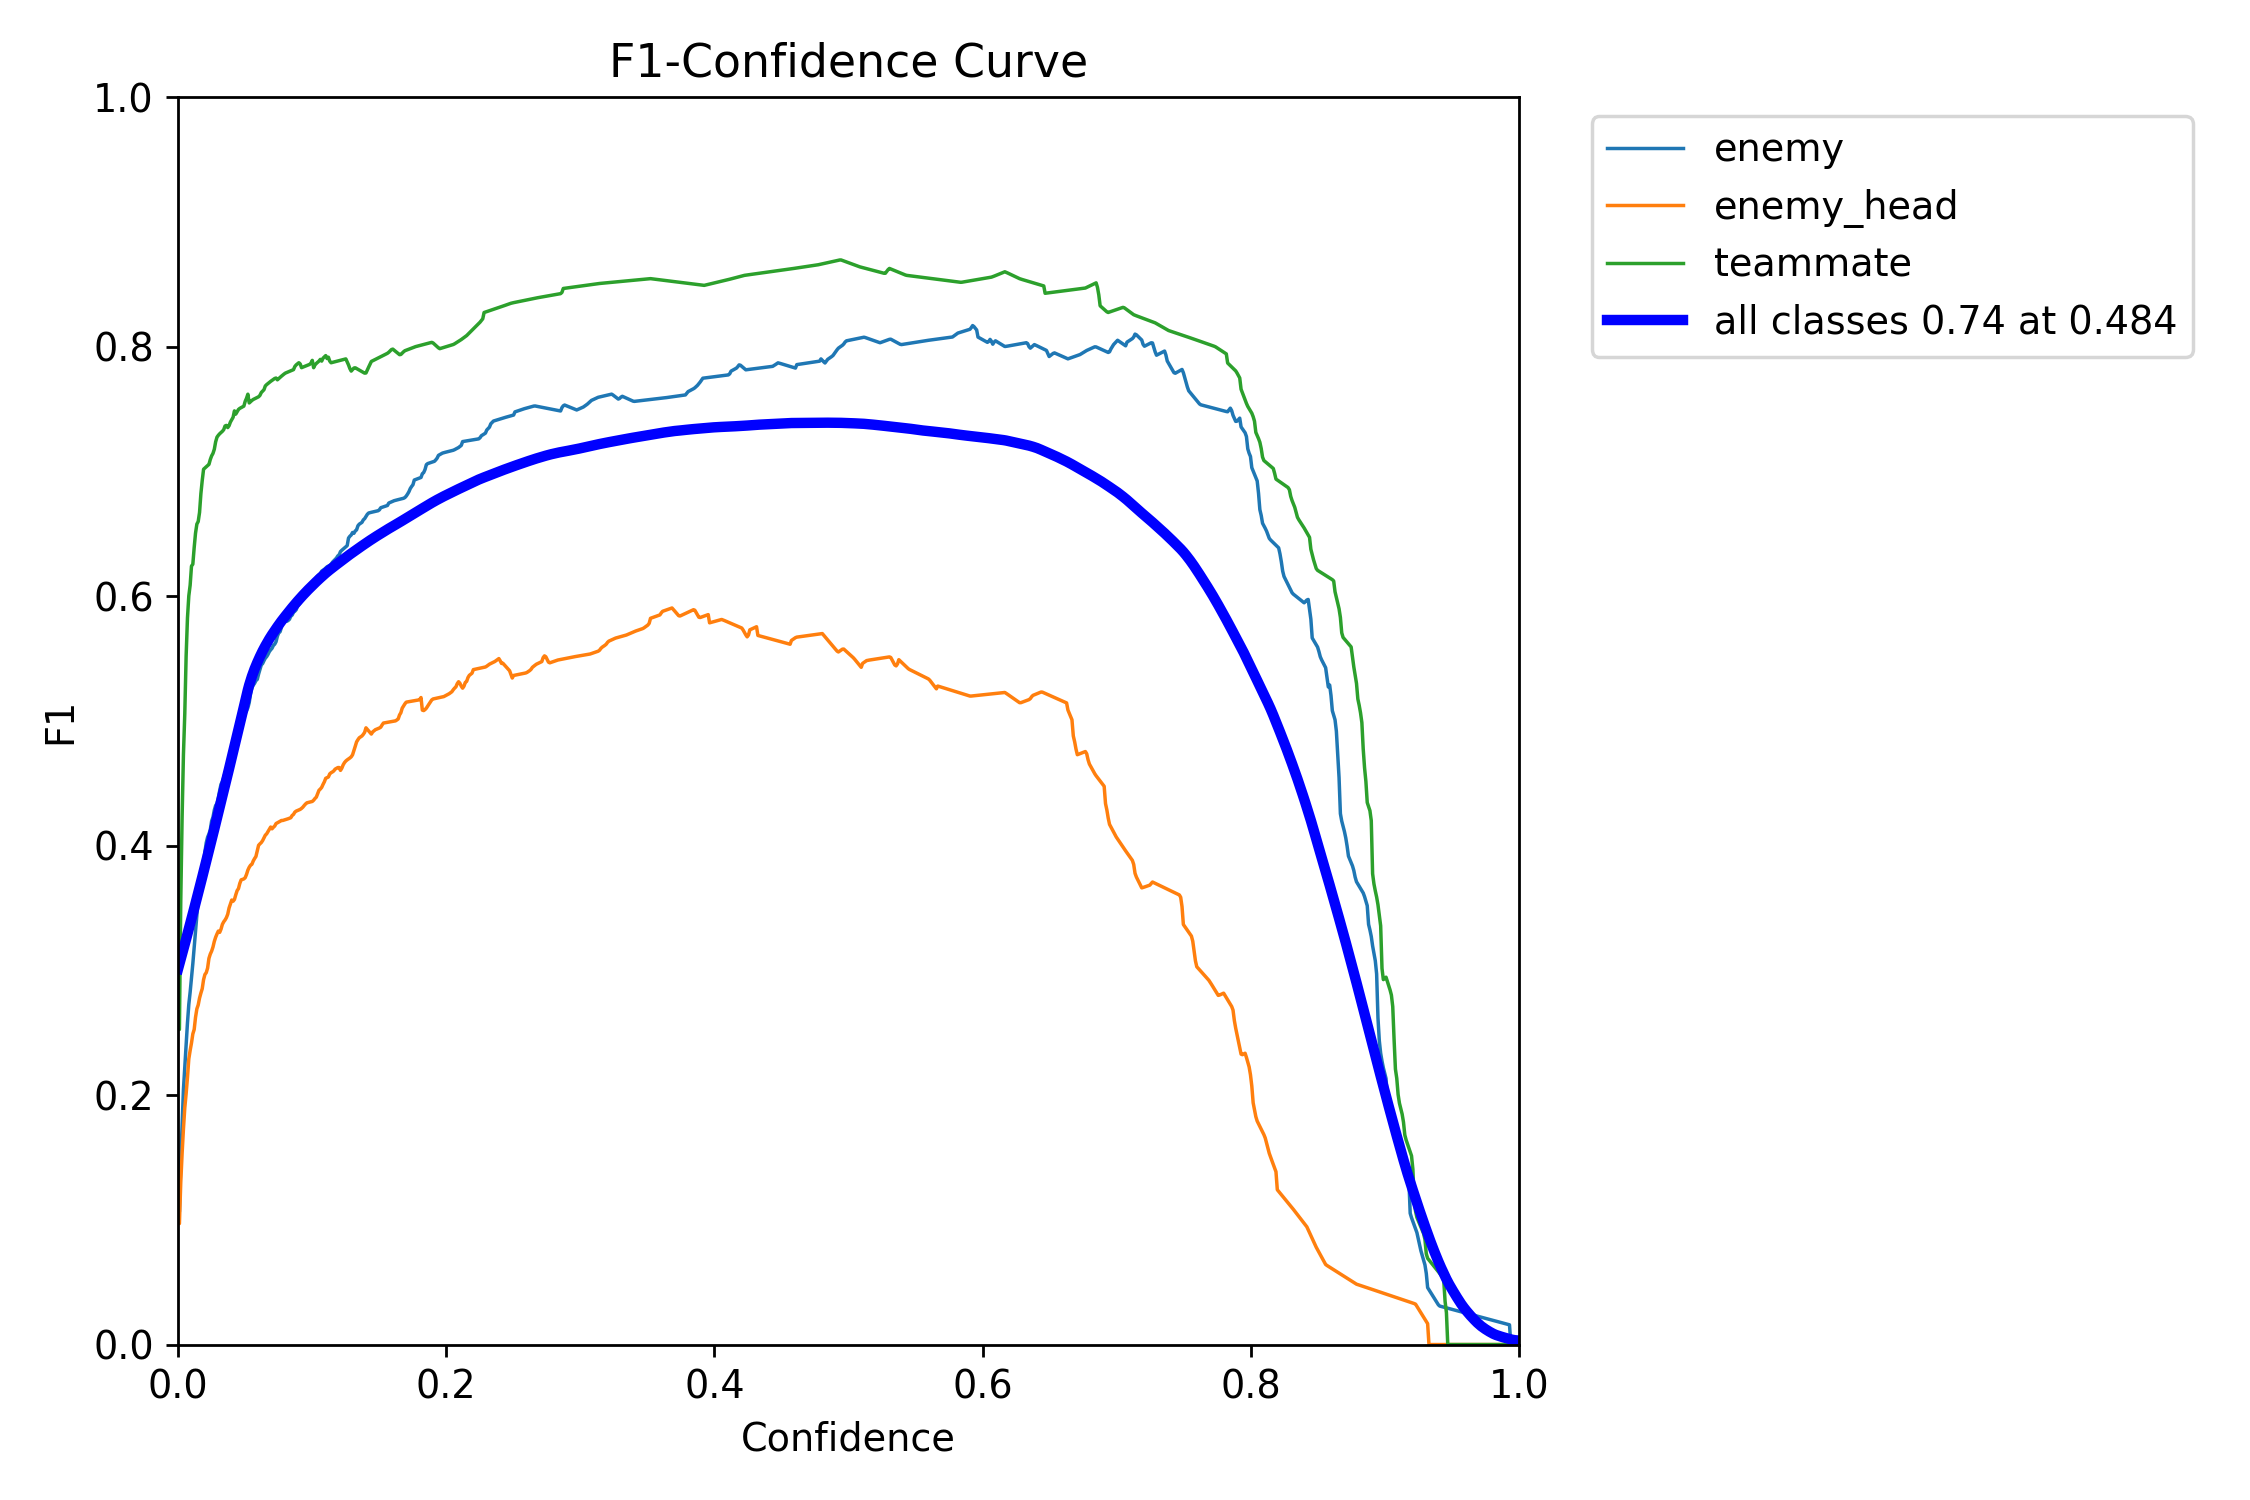 F1-Confidence Curve
1.0
0.8
0.6
0.4
0.2
0.0
F1
0.0 0.2 0.4 0.6 0.8 1.0
Confidence
enemy
enemy_head
teammate
all classes 0.74 at 0.484